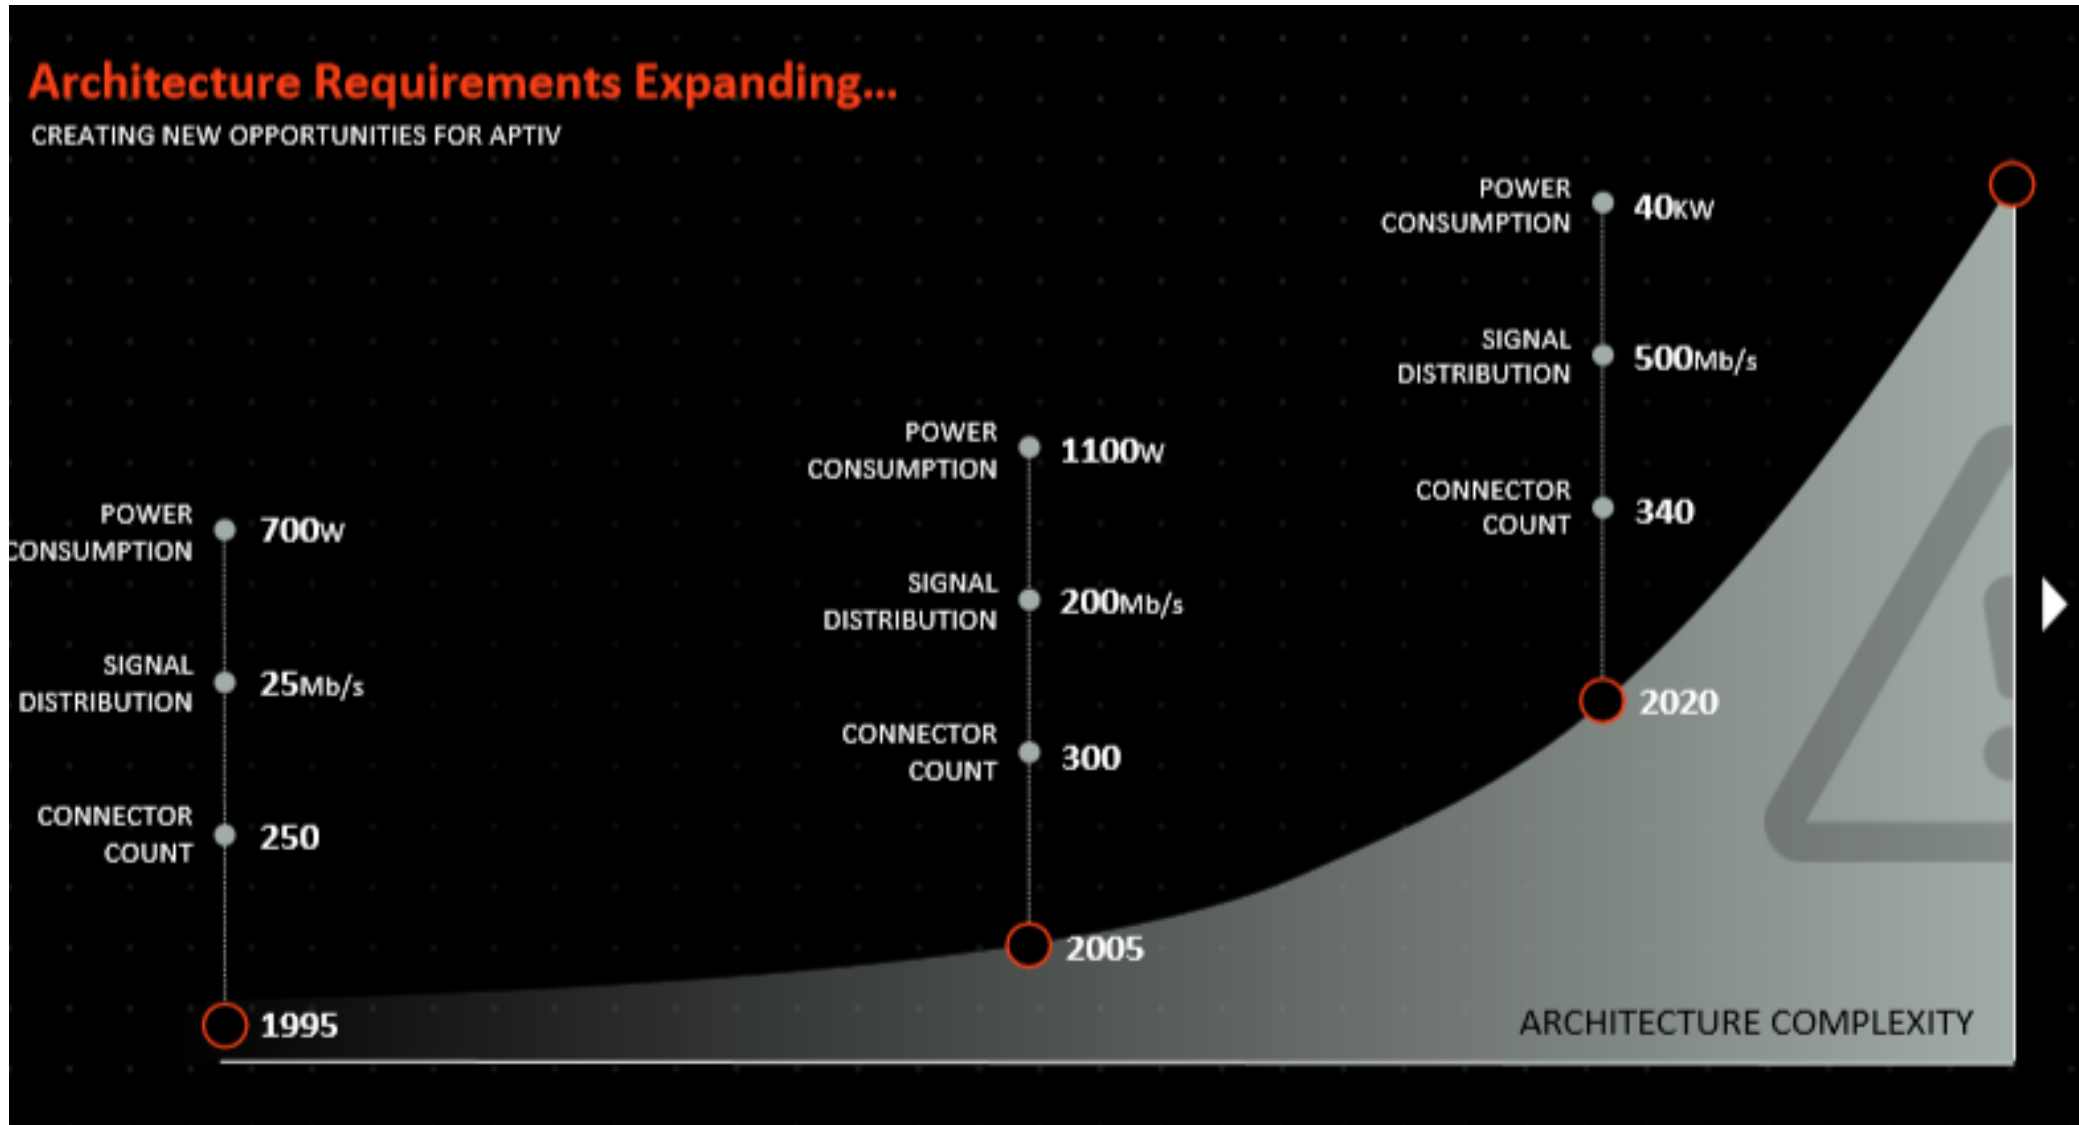 Architecture Requirements Expanding...
CREATING NEW OPPORTUNITIES FOR APTIV
POWER
CONSUMPTION
700W
SIGNAL
DISTRIBUTION
25Mb/s
CONNECTOR
COUNT
250
1995
POWER
CONSUMPTION
1100W
SIGNAL
DISTRIBUTION
200Mb/s
CONNECTOR
COUNT
300
2005
POWER
CONSUMPTION
40KW
SIGNAL
DISTRIBUTION
500Mb/s
CONNECTOR
COUNT
340
2020
ARCHITECTURE COMPLEXITY